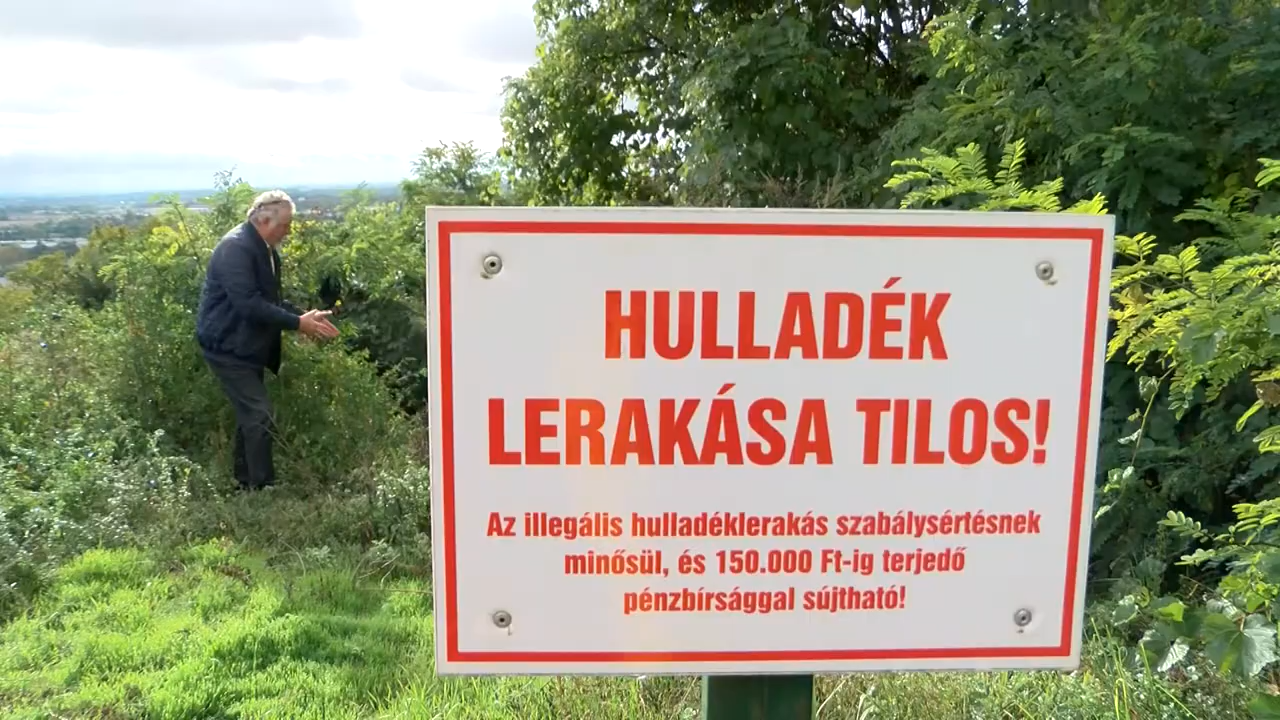 HULLADÉK
LERAKÁSA TILOS!
Az illegális hulladéklerakás szabálysértésnek
minősül, és 150.000 Ft-ig terjedő
pénzbírsággal sújtható!